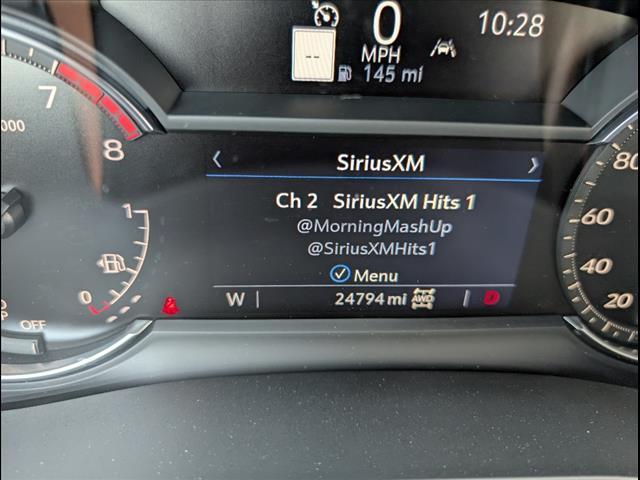 0
10:28
--
MPH
145 mi
7
000
8
80
< SiriusXM >
Ch 2 SiriusXM Hits 1
@MorningMashUp
@SiriusXMHits1
Menu
1
60
40
0
20
W
24794 mi AWD
D
OFF